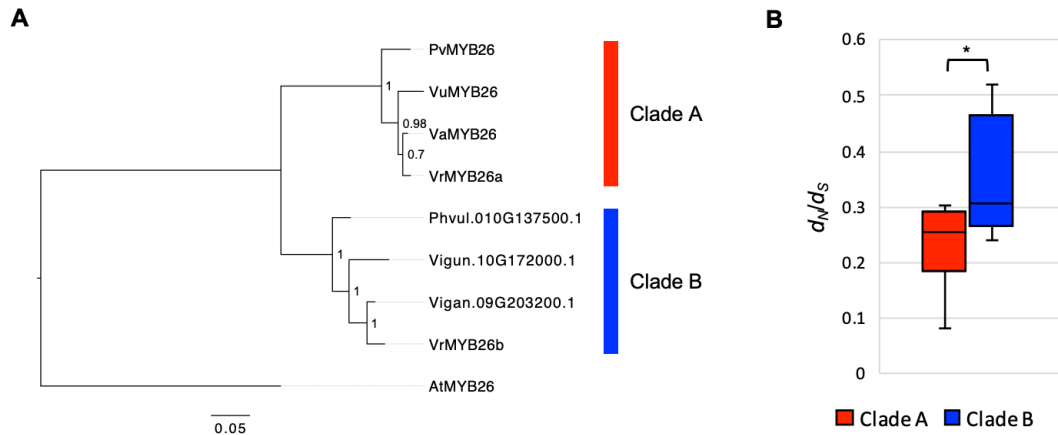 A
PvMYB26
1
VuMYB26
0.98
VaMYB26
0.7
VrMYB26a
Clade A
Phvul.010G137500.1
1
Vigun.10G172000.1
1
Vigan.09G203200.1
1
VrMYB26b
Clade B
AtMYB26
0.05
B
0.6
*
0.5
0.4
0.3
0.2
0.1
0
dN/dS
Clade A Clade B